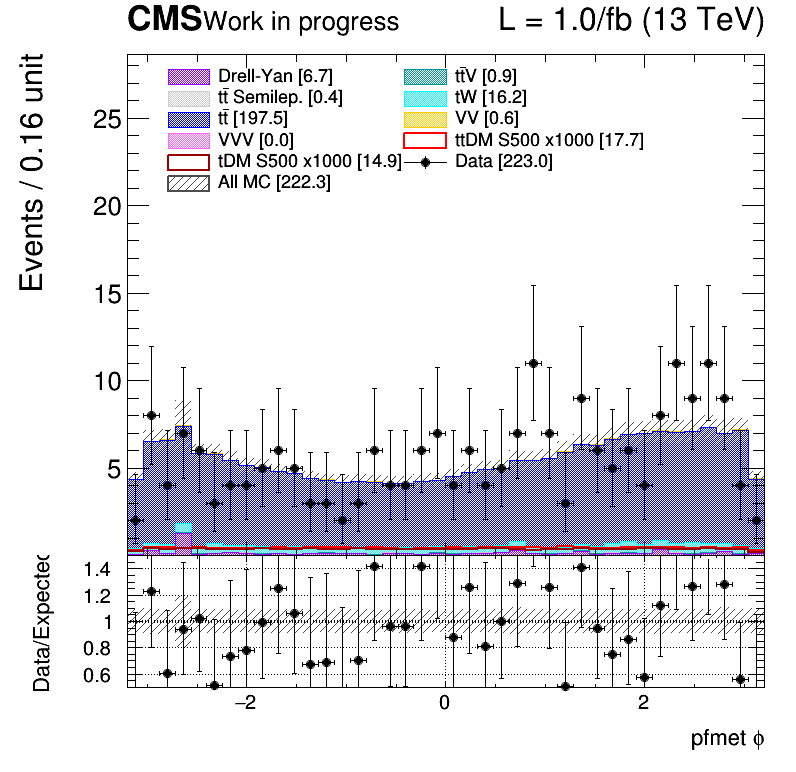 CMS Work in progress L = 1.0/fb (13 TeV)
Drell-Yan [6.7] tt̄V [0.9]
tt̄ Semilep. [0.4] tW [16.2]
tt̄ [197.5] VV [0.6]
VVV [0.0] ttDM S500 x1000 [17.7]
tDM S500 x1000 [14.9] Data [223.0]
All MC [222.3]
Events / 0.16 unit
25
20
15
10
5
Data/Expected
1.4
1.2
1
0.8
0.6
−2 0 2
pfmet ϕ